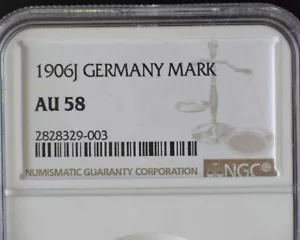 1906J GERMANY MARK
AU 58
2828329-003
NUMISMATIC GUARANTY CORPORATION
NGC